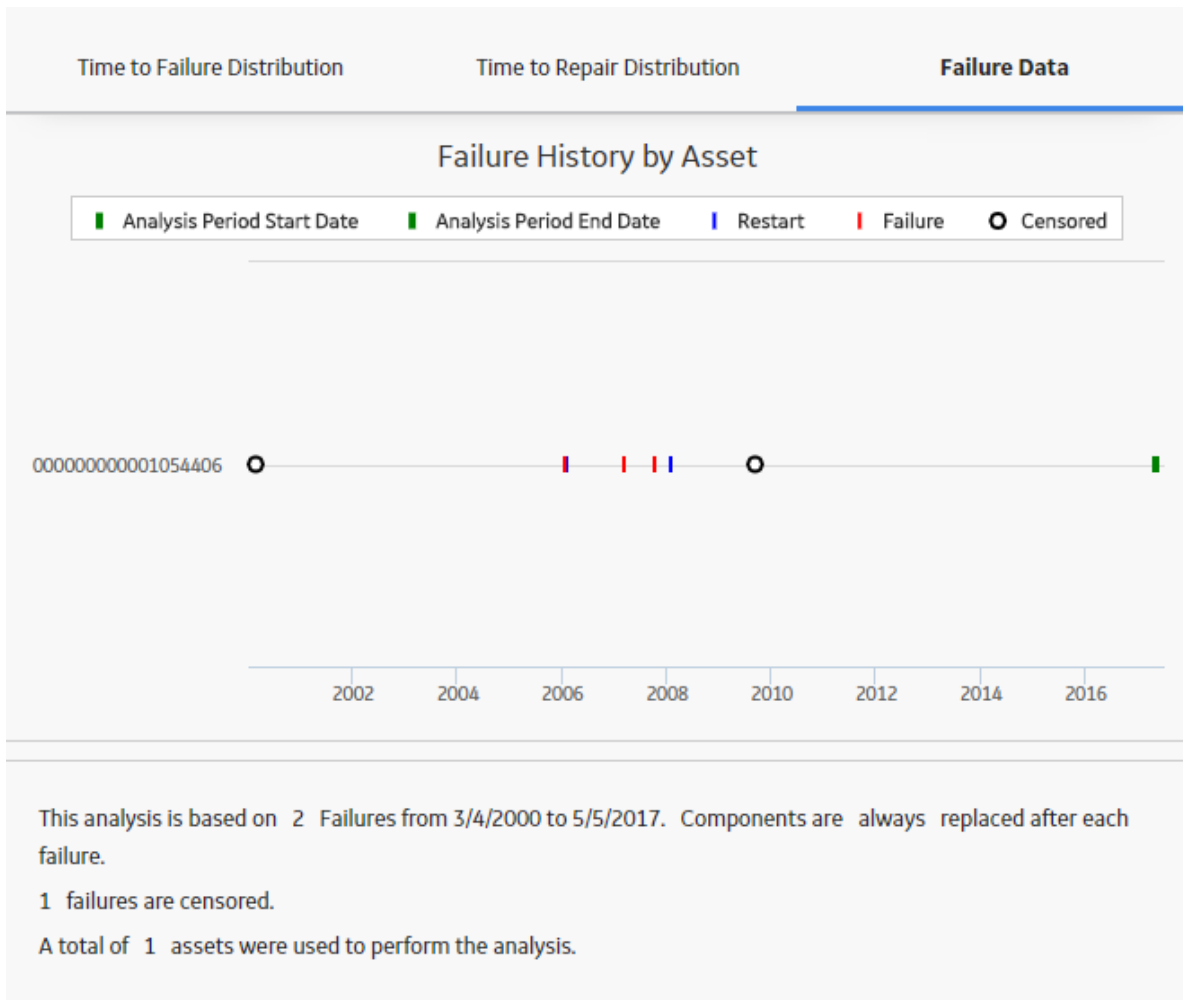 Time to Failure Distribution Time to Repair Distribution Failure Data
Failure History by Asset
Analysis Period Start Date Analysis Period End Date Restart Failure Censored
000000000001054406
2002 2004 2006 2008 2010 2012 2014 2016
This analysis is based on 2 Failures from 3/4/2000 to 5/5/2017. Components are always replaced after each
failure.
1 failures are censored.
A total of 1 assets were used to perform the analysis.